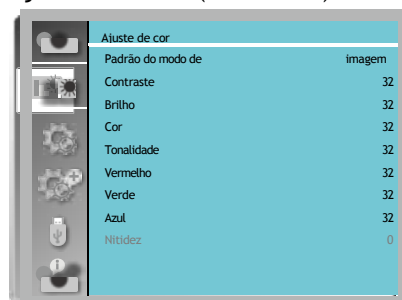 Ajuste de cor
Padrão do modo de imagem
Contraste 32
Brilho 32
Cor 32
Tonalidade 32
Vermelho 32
Verde 32
Azul 32
Nitidez 0